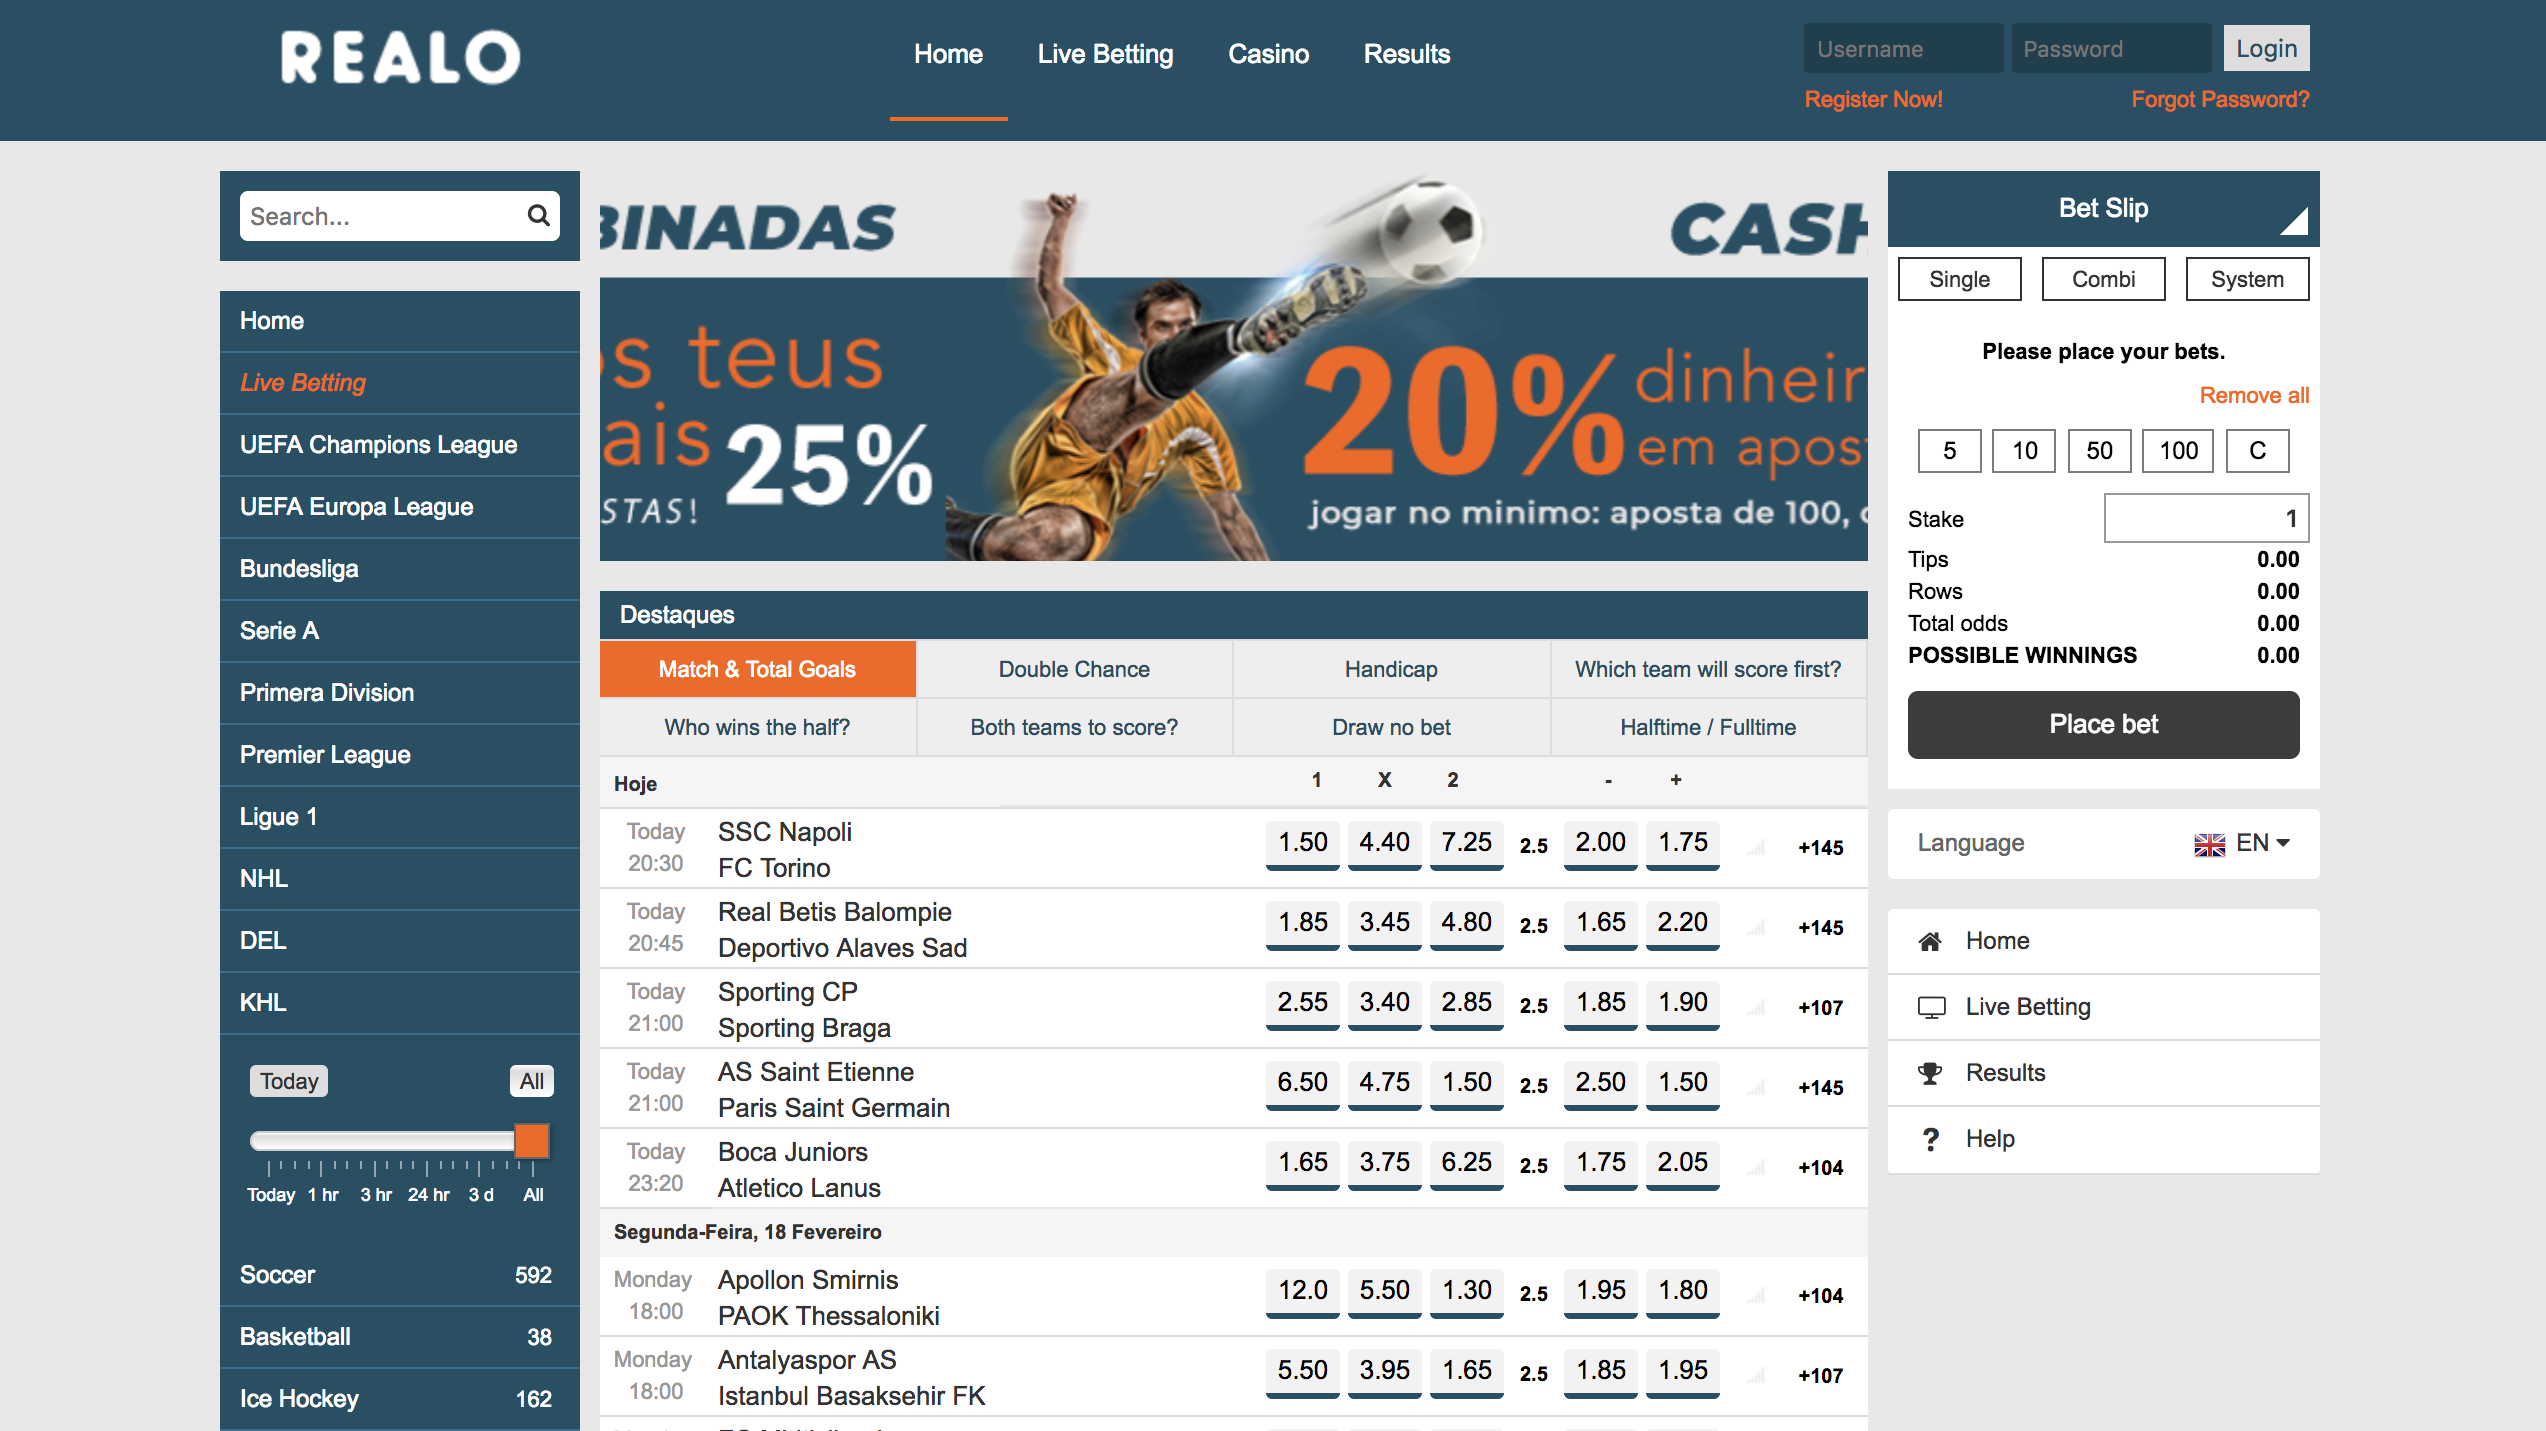 REALO
Home Live Betting Casino Results
Username Password Login
Register Now! Forgot Password?
Search...
Home
Live Betting
UEFA Champions League
UEFA Europa League
Bundesliga
Serie A
Primera Division
Premier League
Ligue 1
NHL
DEL
KHL
Today All
Today 1 hr 3 hr 24 hr 3 d All
Soccer 592
Basketball 38
Ice Hockey 162
BINADAS
os teus
ais 25%
STAS!
CASH
20% dinheir
em apost
jogar no minimo: aposta de 100,
Destaques
Match & Total Goals Double Chance Handicap Which team will score first?
Who wins the half? Both teams to score? Draw no bet Halftime / Fulltime
Hoje 1 X 2 - +
Today SSC Napoli
20:30 FC Torino
1.50 4.40 7.25 2.5 2.00 1.75 +145
Today Real Betis Balompie
20:45 Deportivo Alaves Sad
1.85 3.45 4.80 2.5 1.65 2.20 +145
Today Sporting CP
21:00 Sporting Braga
2.55 3.40 2.85 2.5 1.85 1.90 +107
Today AS Saint Etienne
21:00 Paris Saint Germain
6.50 4.75 1.50 2.5 2.50 1.50 +145
Today Boca Juniors
23:20 Atletico Lanus
1.65 3.75 6.25 2.5 1.75 2.05 +104
Segunda-Feira, 18 Fevereiro
Monday Apollon Smirnis
18:00 PAOK Thessaloniki
12.0 5.50 1.30 2.5 1.95 1.80 +104
Monday Antalyaspor AS
18:00 Istanbul Basaksehir FK
5.50 3.95 1.65 2.5 1.85 1.95 +107
Bet Slip
Single Combi System
Please place your bets.
Remove all
5 10 50 100 C
Stake 1
Tips 0.00
Rows 0.00
Total odds 0.00
POSSIBLE WINNINGS 0.00
Place bet
Language EN
Home
Live Betting
Results
? Help